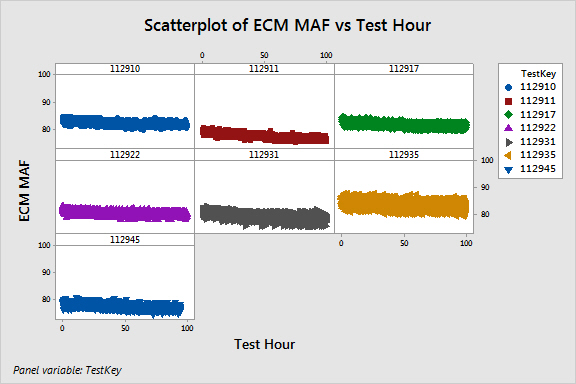 Scatterplot of ECM MAF vs Test Hour
0 50 100
112910 112911 112917
100
90
80
112922 112931 112935
100
90
80
112945
100
90
80
0 50 100
0 50 100
ECM MAF
Test Hour
TestKey
112910
112911
112917
112922
112931
112935
112945
Panel variable: TestKey